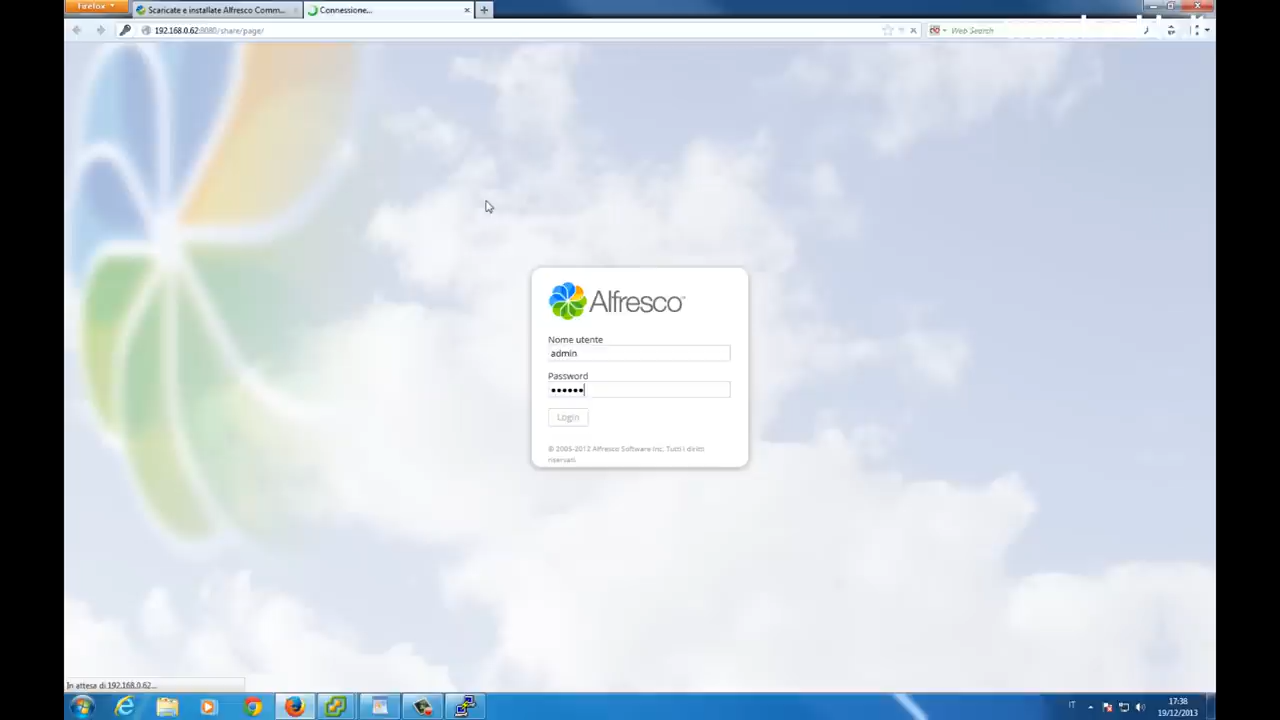 Firefox
Scaricate e installate Alfresco Comm...
Connessione...
192.168.0.62:8080/share/page/
Web Search
Alfresco
Nome utente
admin
Password
Login
© 2005-2012 Alfresco Software Inc. Tutti i diritti
riservati.
In attesa di 192.168.0.62...
IT
17:38
19/12/2013